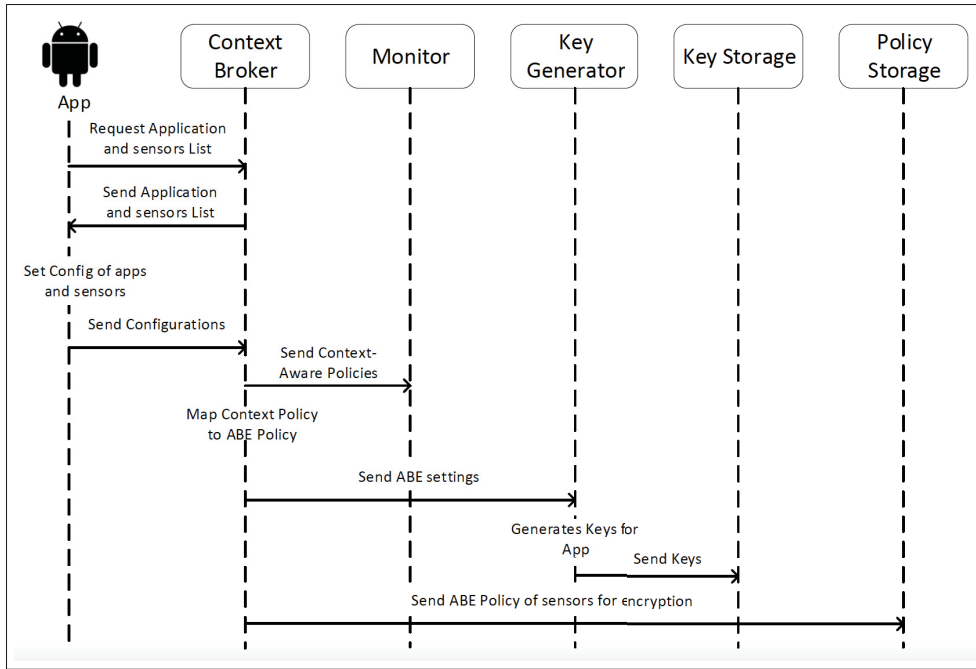 Context
Broker
Monitor
Key
Generator
Key Storage
Policy
Storage
App
Request Application
and sensors List
Send Application
and sensors List
Set Config of apps
and sensors
Send Configurations
Send Context-
Aware Policies
Map Context Policy
to ABE Policy
Send ABE settings
Generates Keys for
App
Send Keys
Send ABE Policy of sensors for encryption